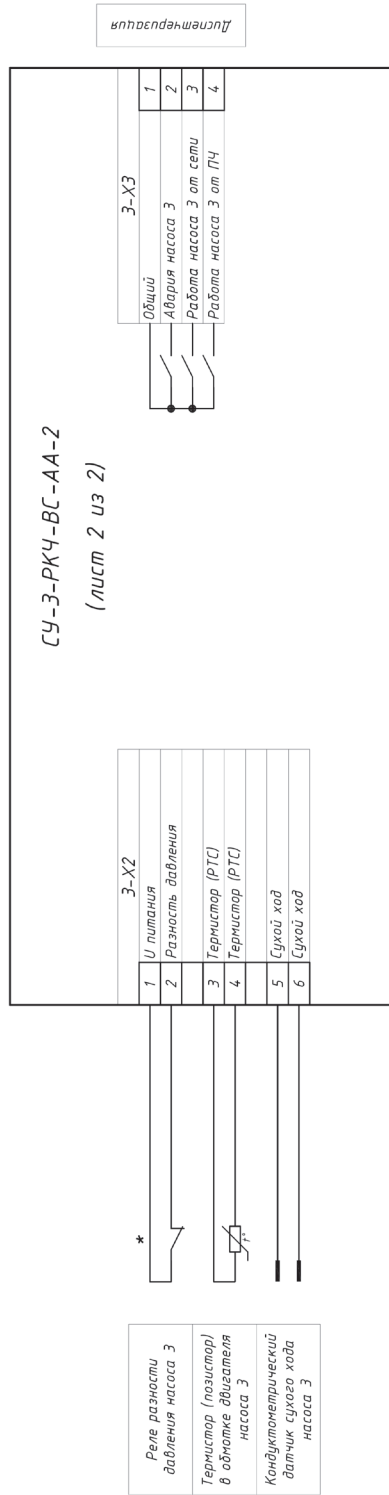 СУ-3-РКЧ-ВС-АА-2
(лист 2 из 2)
Реле разности
давления насоса 3
Термистор (позистор)
в обмотке двигателя
насоса 3
Кондуктометрический
датчик сухого хода
насоса 3
*
t°
3-X2
1 U питания
2 Разность давления
3 Термистор (РТС)
4 Термистор (РТС)
5 Сухой ход
6 Сухой ход
3-X3
Общий 1
Авария насоса 3 2
Работа насоса 3 от сети 3
Работа насоса 3 от ПЧ 4
Диспетчеризация